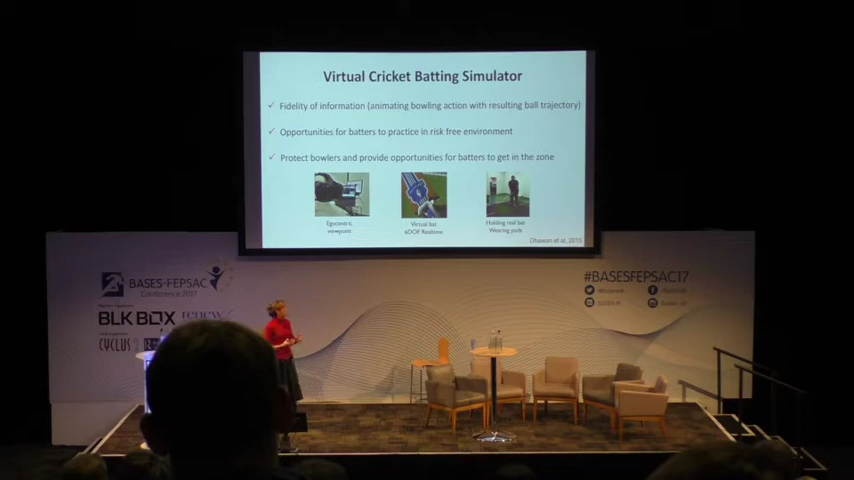 Virtual Cricket Batting Simulator
✓ Fidelity of information (animating bowling action with resulting ball trajectory)
✓ Opportunities for batters to practice in risk free environment
✓ Protect bowlers and provide opportunities for batters to get in the zone
Egocentric
viewpoint
Virtual bat
6DOF Realtime
Holding real bat
Wearing pads
Dhawan et al, 2015
BASES-FEPSAC
Conference 2017
BLK BOX
renew
CYCLUS 2
#BASESFEPSAC17